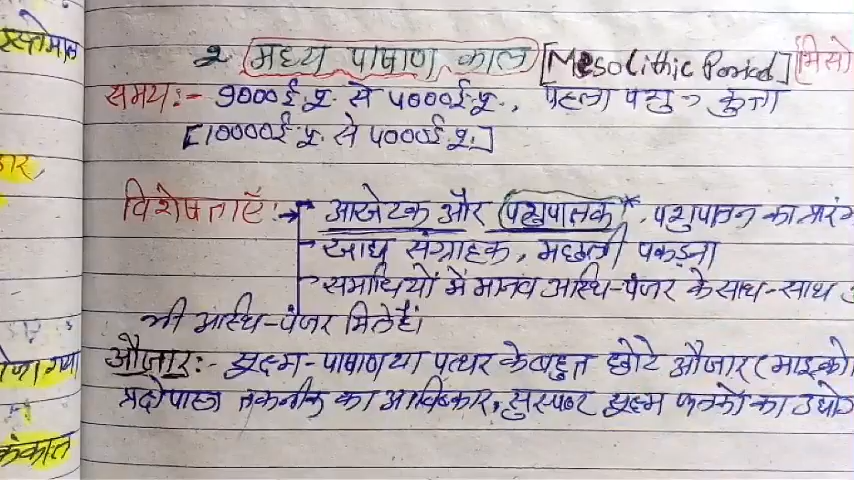 इस्तेमाल
2. मध्य पाषाण काल [Mesolithic Period] (मिसो
समय:- 9000ई.पू. से 4000ई.पू., पहला पशु → कुत्ता
[10000ई.पू. से 4000ई.पू.]
विशेषताएँ:→ आखेटक और (पशुपालक)*, पशुपालन का प्रारंभ
खाद्य संग्राहक, मछली पकड़ना
समाधियों में मानव अस्थि-पंजर के साथ-साथ
भी अस्थि-पंजर मिले हैं।
औजार:- सूक्ष्म-पाषाण या पत्थर के बहुत छोटे औजार (माइक्रो
तकनीक का आविष्कार, सूक्ष्म फलकों का उद्योग
कंकाल